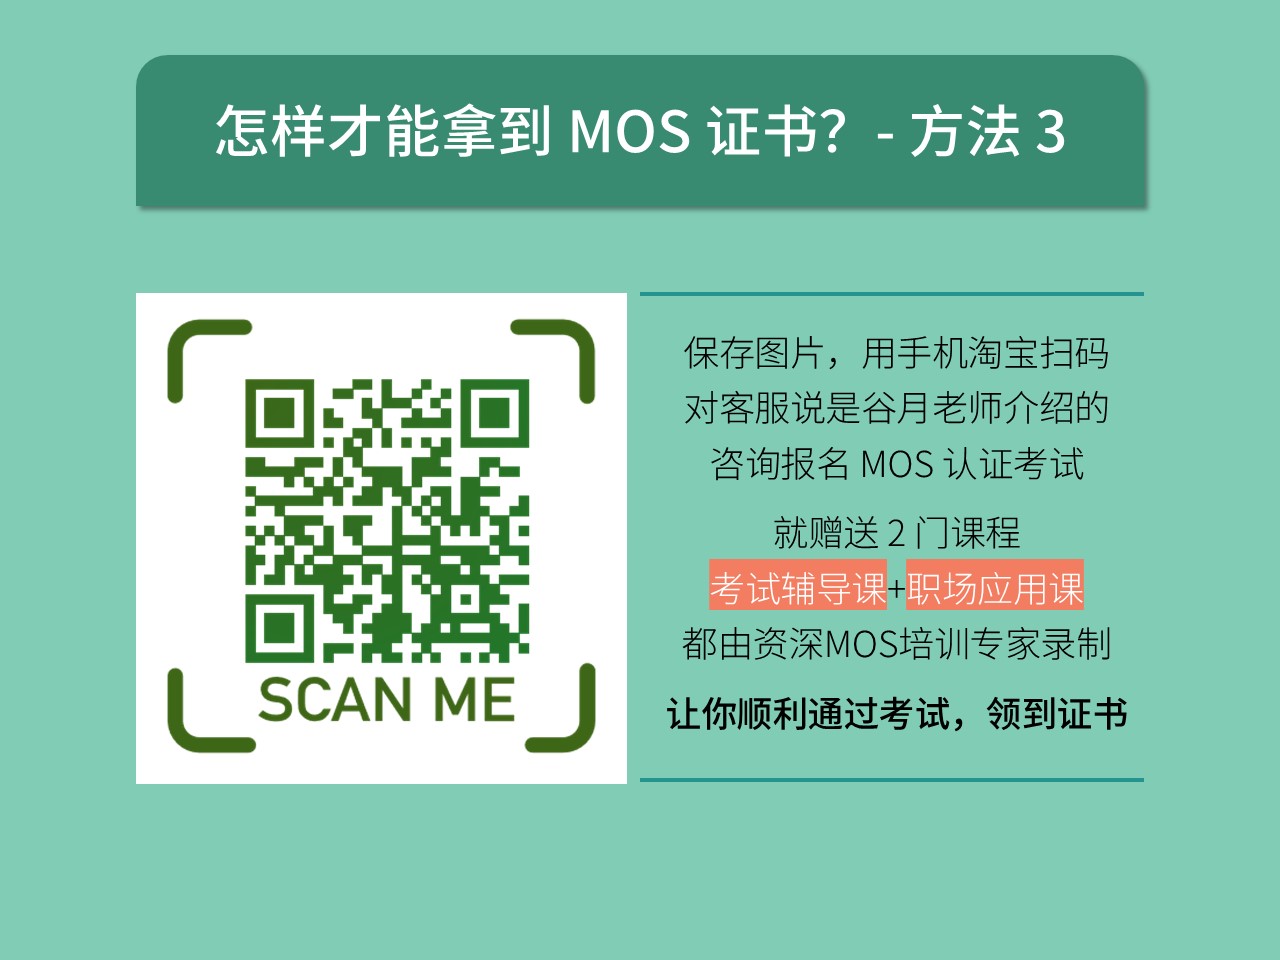 怎样才能拿到 MOS 证书？- 方法 3
SCAN ME
保存图片，用手机淘宝扫码
对客服说是谷月老师介绍的
咨询报名 MOS 认证考试
就赠送 2 门课程
考试辅导课+职场应用课
都由资深MOS培训专家录制
让你顺利通过考试，领到证书